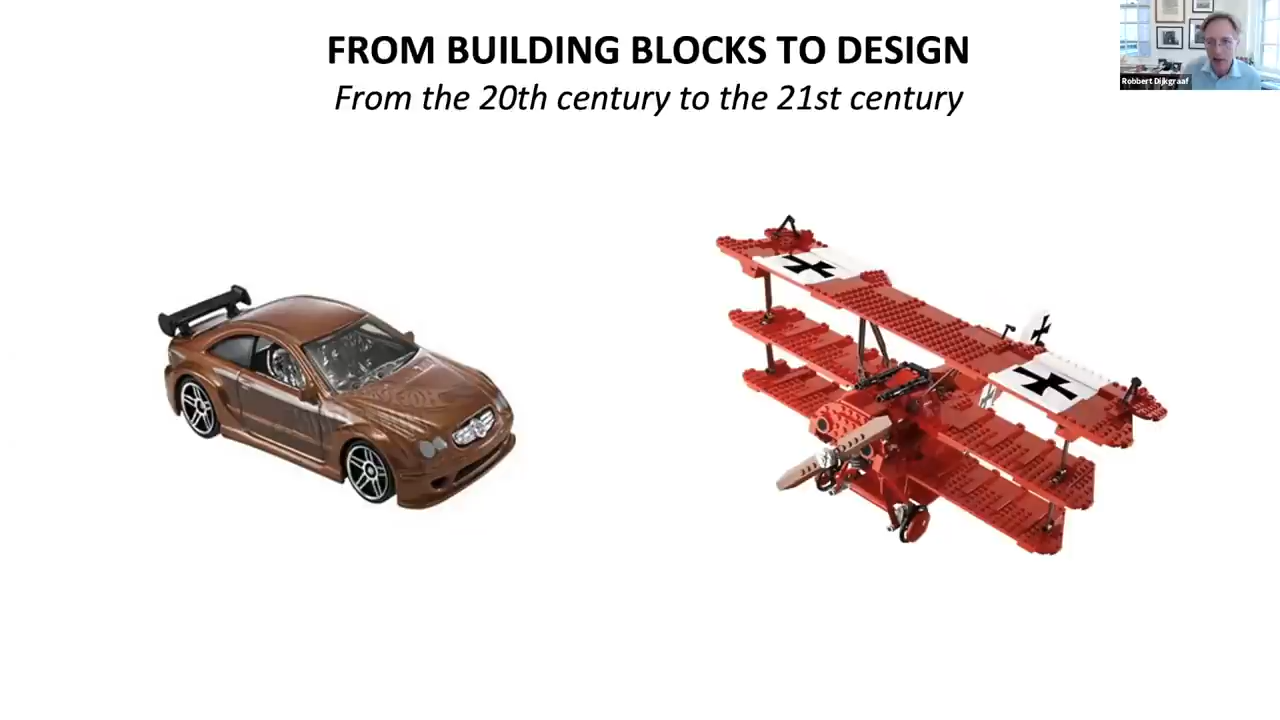 FROM BUILDING BLOCKS TO DESIGN
From the 20th century to the 21st century
Robbert Dijkgraaf